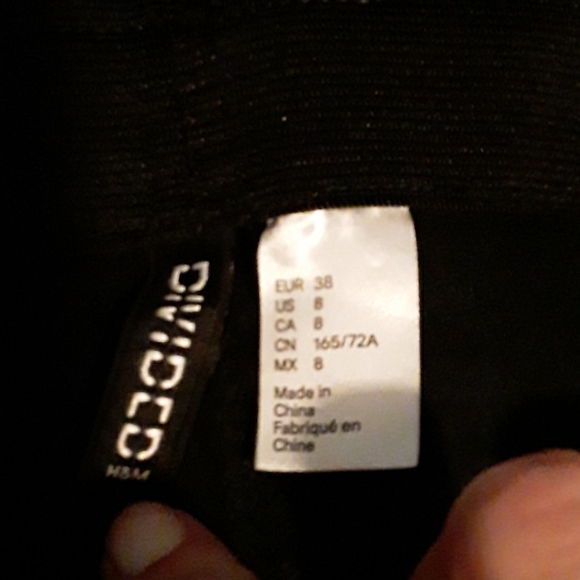 DIVIDED
H&M
EUR 38
US 8
CA 8
CN 165/72A
MX 8
Made in
China
Fabriqué en
Chine